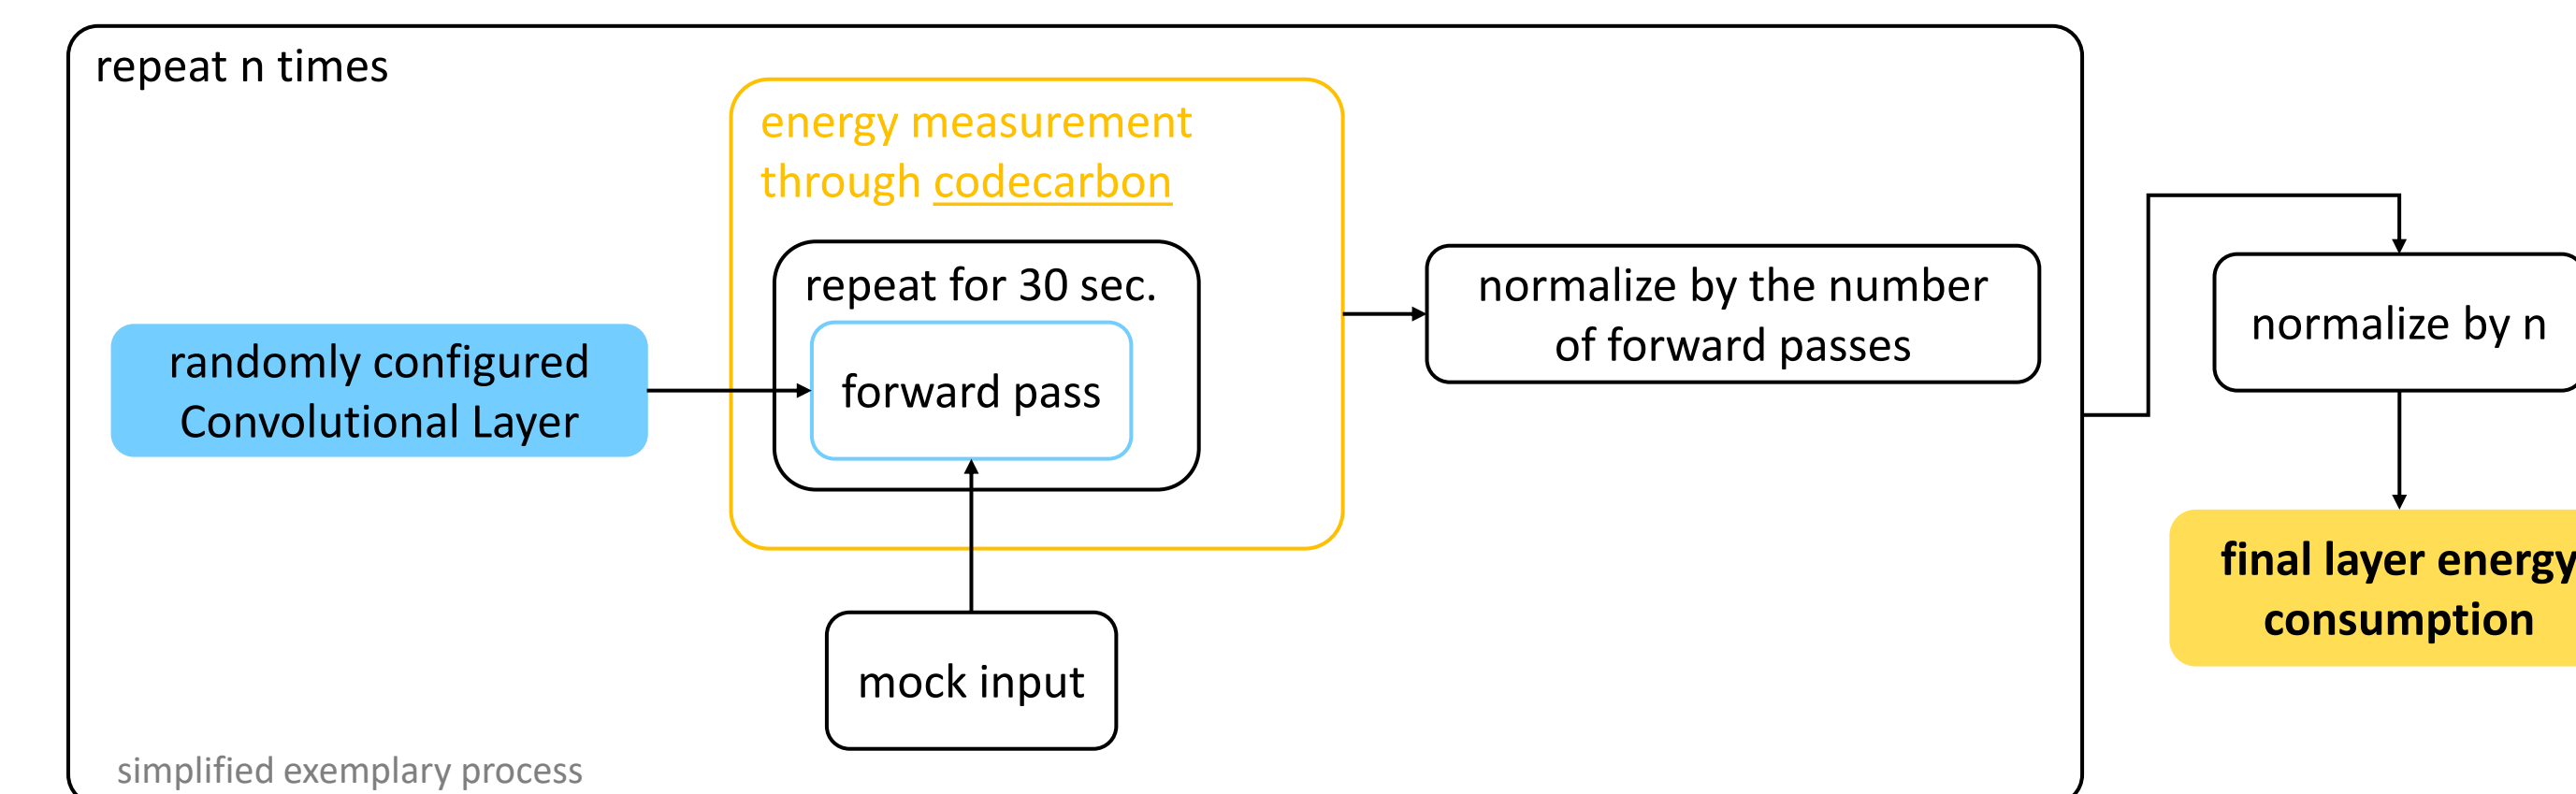 repeat n times
energy measurement
through codecarbon
repeat for 30 sec.
forward pass
randomly configured
Convolutional Layer
mock input
normalize by the number
of forward passes
normalize by n
final layer energy
consumption
simplified exemplary process